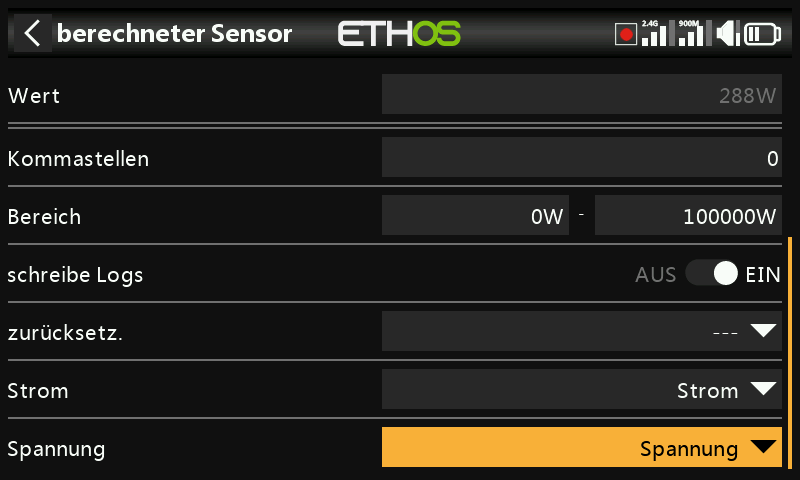 berechneter Sensor ETHOS 2.4G 900M
Wert 288W
Kommastellen 0
Bereich 0W - 100000W
schreibe Logs AUS EIN
zurücksetz. ---
Strom Strom
Spannung Spannung